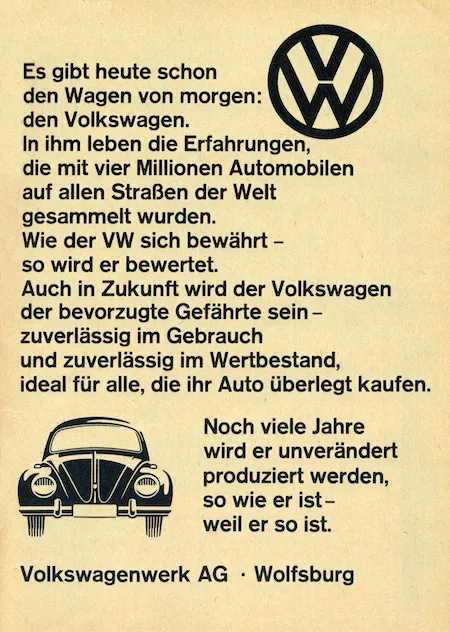 VW
Es gibt heute schon
den Wagen von morgen:
den Volkswagen.
In ihm leben die Erfahrungen,
die mit vier Millionen Automobilen
auf allen Straßen der Welt
gesammelt wurden.
Wie der VW sich bewährt –
so wird er bewertet.
Auch in Zukunft wird der Volkswagen
der bevorzugte Gefährte sein –
zuverlässig im Gebrauch
und zuverlässig im Wertbestand,
ideal für alle, die ihr Auto überlegt kaufen.
Noch viele Jahre
wird er unverändert
produziert werden,
so wie er ist –
weil er so ist.
Volkswagenwerk AG · Wolfsburg